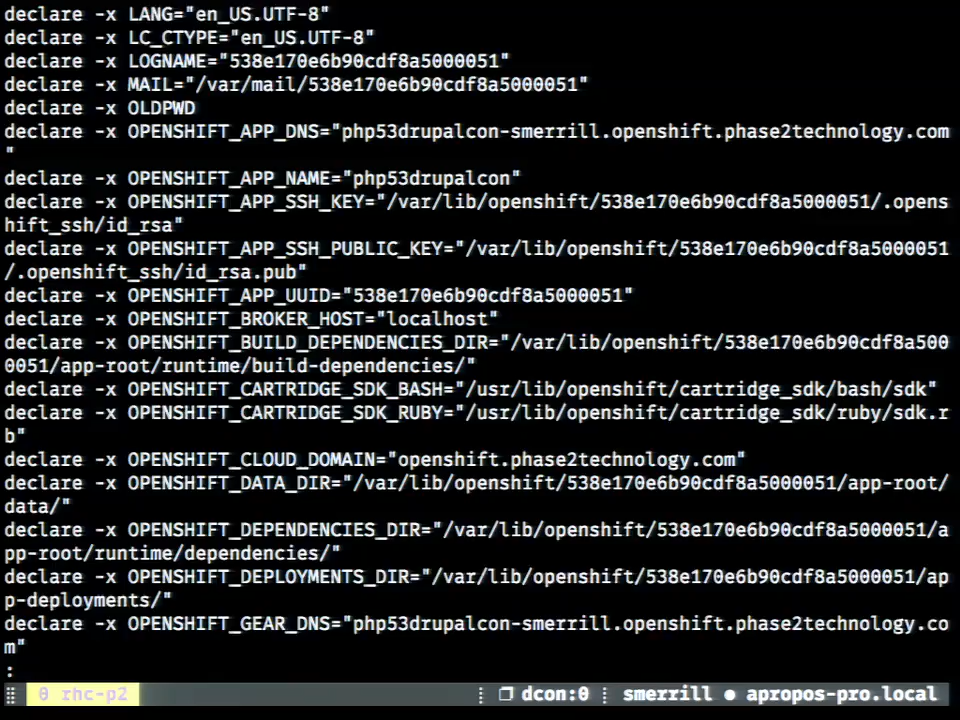 declare -x LANG="en_US.UTF-8"
declare -x LC_CTYPE="en_US.UTF-8"
declare -x LOGNAME="538e170e6b90cdf8a5000051"
declare -x MAIL="/var/mail/538e170e6b90cdf8a5000051"
declare -x OLDPWD
declare -x OPENSHIFT_APP_DNS="php53drupalcon-smerrill.openshift.phase2technology.com
"
declare -x OPENSHIFT_APP_NAME="php53drupalcon"
declare -x OPENSHIFT_APP_SSH_KEY="/var/lib/openshift/538e170e6b90cdf8a5000051/.opens
hift_ssh/id_rsa"
declare -x OPENSHIFT_APP_SSH_PUBLIC_KEY="/var/lib/openshift/538e170e6b90cdf8a5000051
/.openshift_ssh/id_rsa.pub"
declare -x OPENSHIFT_APP_UUID="538e170e6b90cdf8a5000051"
declare -x OPENSHIFT_BROKER_HOST="localhost"
declare -x OPENSHIFT_BUILD_DEPENDENCIES_DIR="/var/lib/openshift/538e170e6b90cdf8a500
0051/app-root/runtime/build-dependencies/"
declare -x OPENSHIFT_CARTRIDGE_SDK_BASH="/usr/lib/openshift/cartridge_sdk/bash/sdk"
declare -x OPENSHIFT_CARTRIDGE_SDK_RUBY="/usr/lib/openshift/cartridge_sdk/ruby/sdk.r
b"
declare -x OPENSHIFT_CLOUD_DOMAIN="openshift.phase2technology.com"
declare -x OPENSHIFT_DATA_DIR="/var/lib/openshift/538e170e6b90cdf8a5000051/app-root/
data/"
declare -x OPENSHIFT_DEPENDENCIES_DIR="/var/lib/openshift/538e170e6b90cdf8a5000051/a
pp-root/runtime/dependencies/"
declare -x OPENSHIFT_DEPLOYMENTS_DIR="/var/lib/openshift/538e170e6b90cdf8a5000051/ap
p-deployments/"
declare -x OPENSHIFT_GEAR_DNS="php53drupalcon-smerrill.openshift.phase2technology.co
m"
:
0 rhc-p2 dcon:0 smerrill ● apropos-pro.local